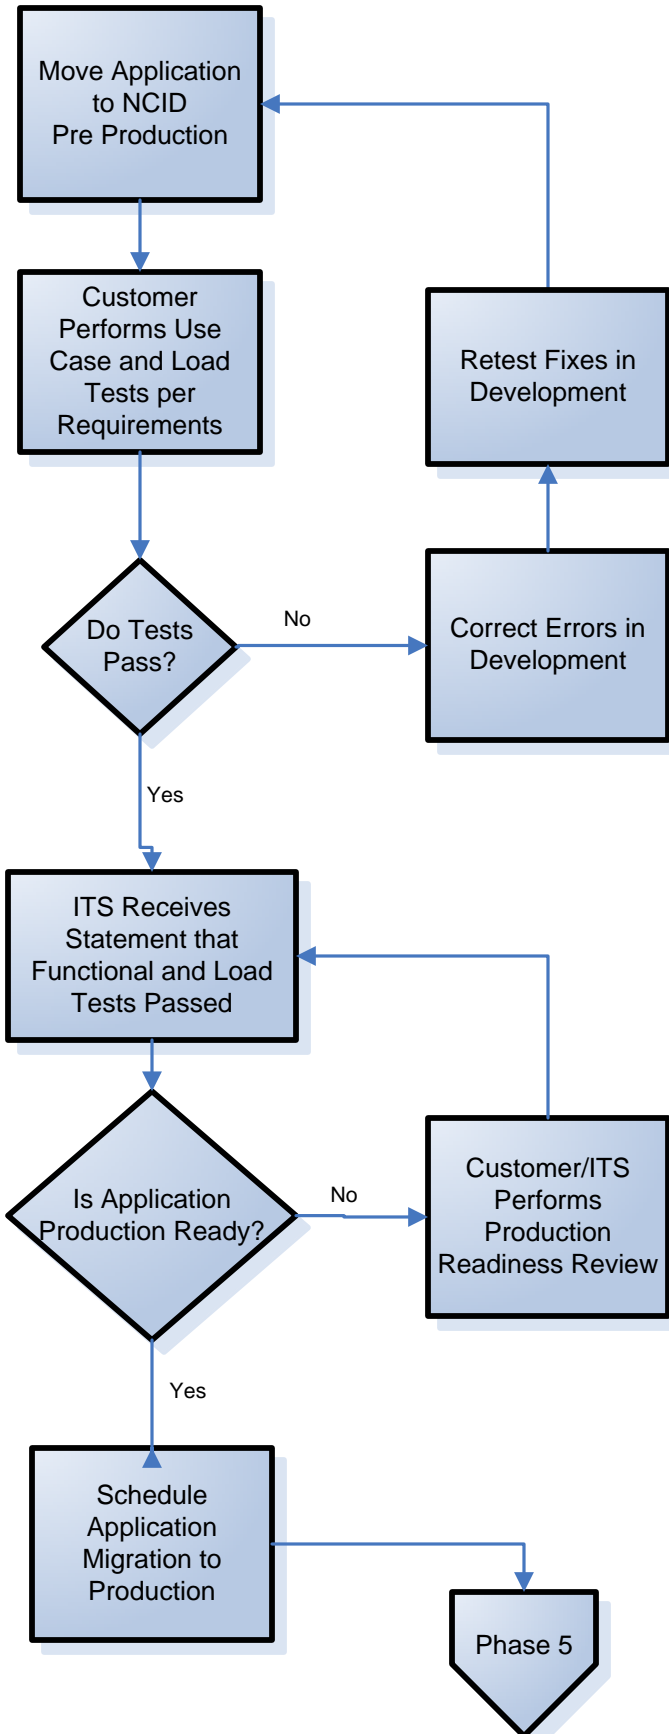 Move Application
to NCID
Pre Production
Customer
Performs Use
Case and Load
Tests per
Requirements
Retest Fixes in
Development
Do Tests
Pass?
No
Correct Errors in
Development
Yes
ITS Receives
Statement that
Functional and Load
Tests Passed
Is Application
Production Ready?
No
Customer/ITS
Performs
Production
Readiness Review
Yes
Schedule
Application
Migration to
Production
Phase 5